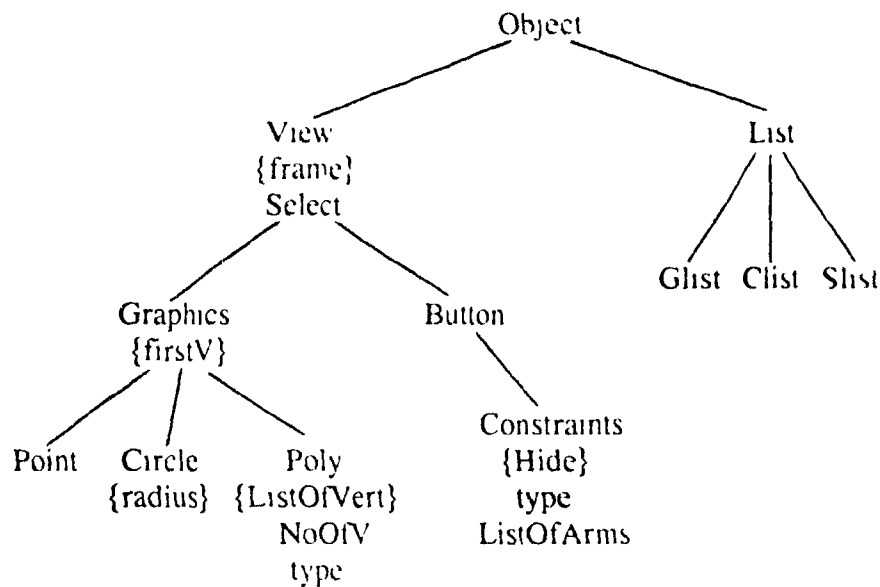 Object
View
{frame}
Select
List
Glist Clist Slist
Graphics
{firstV}
Button
Point
Circle
{radius}
Poly
{ListOfVert}
NoOfV
type
Constraints
{Hide}
type
ListOfArms